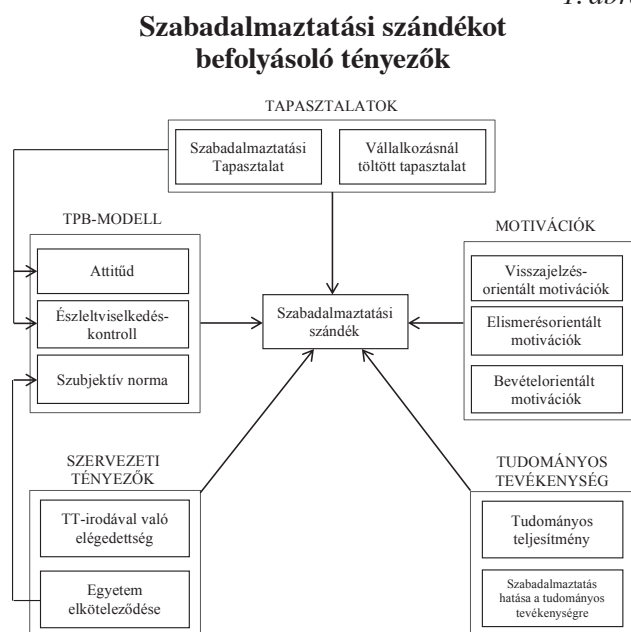 1. ábra
Szabadalmaztatási szándékot
befolyásoló tényezők
TAPASZTALATOK
Szabadalmaztatási
Tapasztalat
Vállalkozásnál
töltött tapasztalat
TPB-MODELL
Attitűd
Észleltviselkedés-
kontroll
Szubjektív norma
Szabadalmaztatási
szándék
MOTIVÁCIÓK
Visszajelzés-
orientált motivációk
Elismerésorientált
motivációk
Bevételorientált
motivációk
SZERVEZETI
TÉNYEZŐK
TT-irodával való
elégedettség
Egyetem
elköteleződése
TUDOMÁNYOS
TEVÉKENYSÉG
Tudományos
teljesítmény
Szabadalmaztatás
hatása a tudományos
tevékenységre